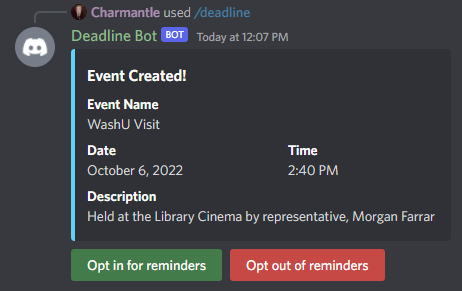 Charmantle used /deadline
Deadline Bot BOT Today at 12:07 PM
Event Created!
Event Name
WashU Visit
Date Time
October 6, 2022 2:40 PM
Description
Held at the Library Cinema by representative, Morgan Farrar
Opt in for reminders Opt out of reminders